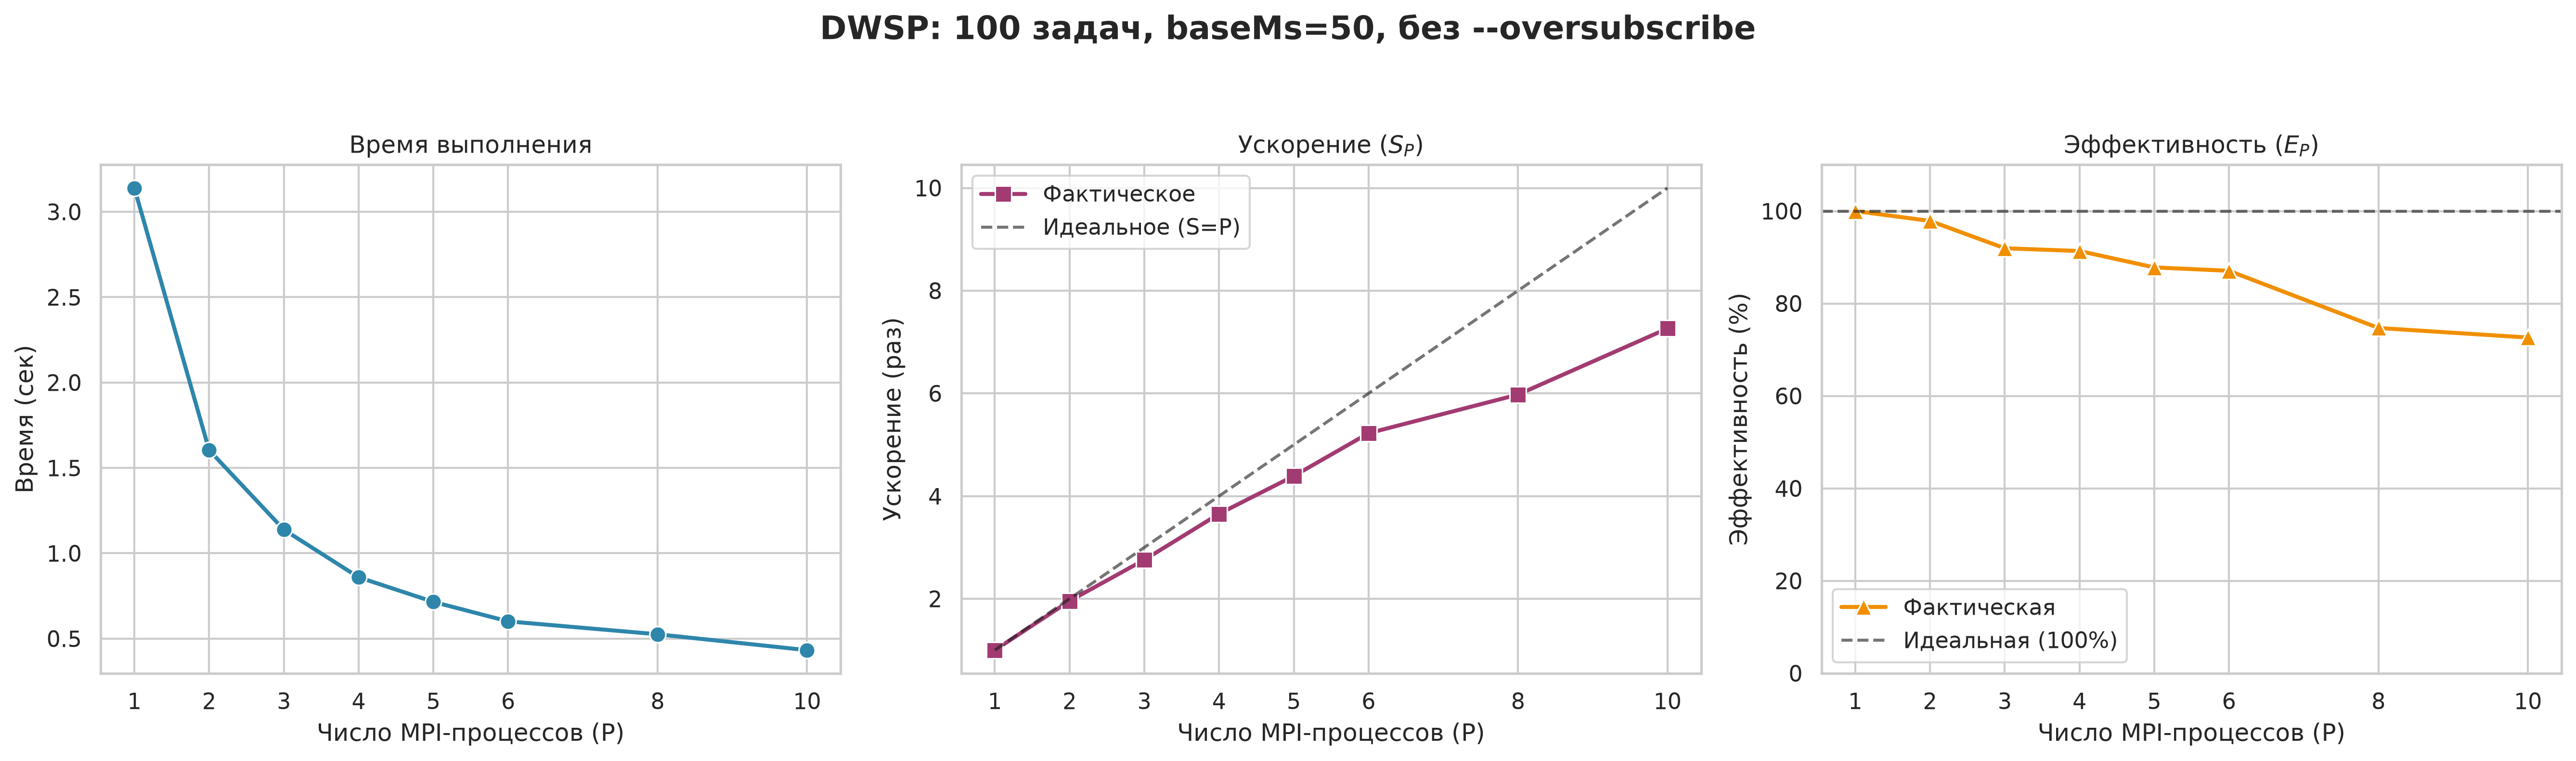 DWSP: 100 задач, baseMs=50, без --oversubscribe
Время выполнения
Время (сек)
3.0
2.5
2.0
1.5
1.0
0.5
1 2 3 4 5 6 8 10
Число MPI-процессов (P)
Ускорение (S_P)
Ускорение (раз)
10
8
6
4
2
Фактическое
Идеальное (S=P)
1 2 3 4 5 6 8 10
Число MPI-процессов (P)
Эффективность (E_P)
Эффективность (%)
100
80
60
40
20
0
Фактическая
Идеальная (100%)
1 2 3 4 5 6 8 10
Число MPI-процессов (P)